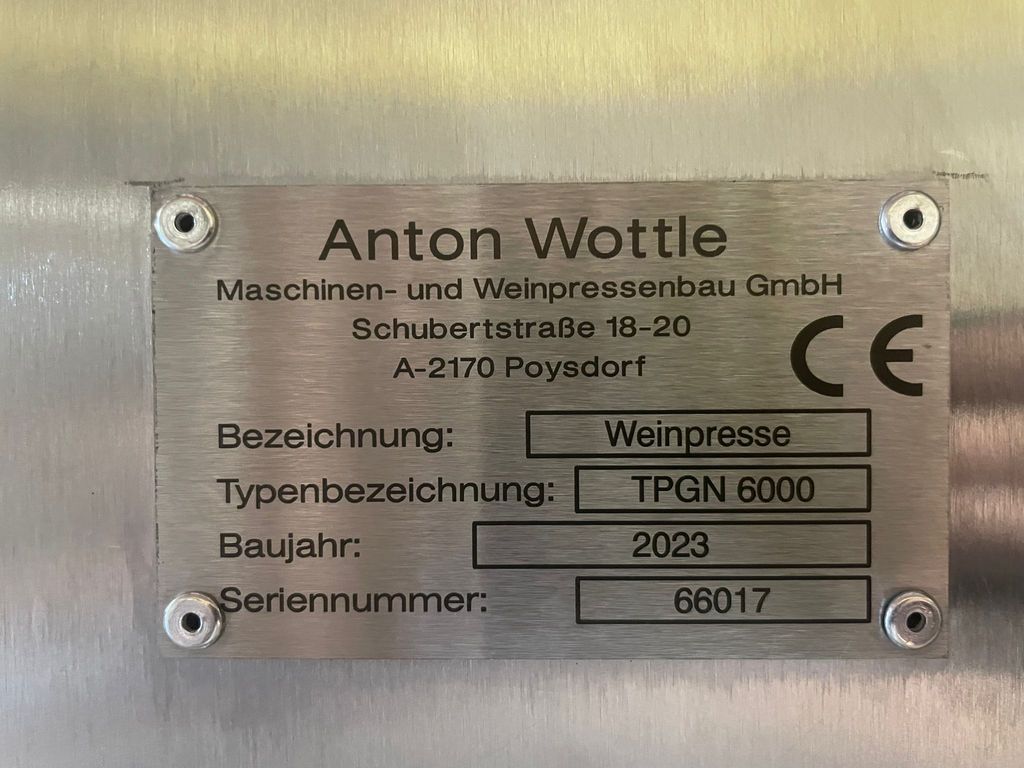 Anton Wottle
Maschinen- und Weinpressenbau GmbH
Schubertstraße 18-20
A-2170 Poysdorf
CE
Bezeichnung: Weinpresse
Typenbezeichnung: TPGN 6000
Baujahr: 2023
Seriennummer: 66017